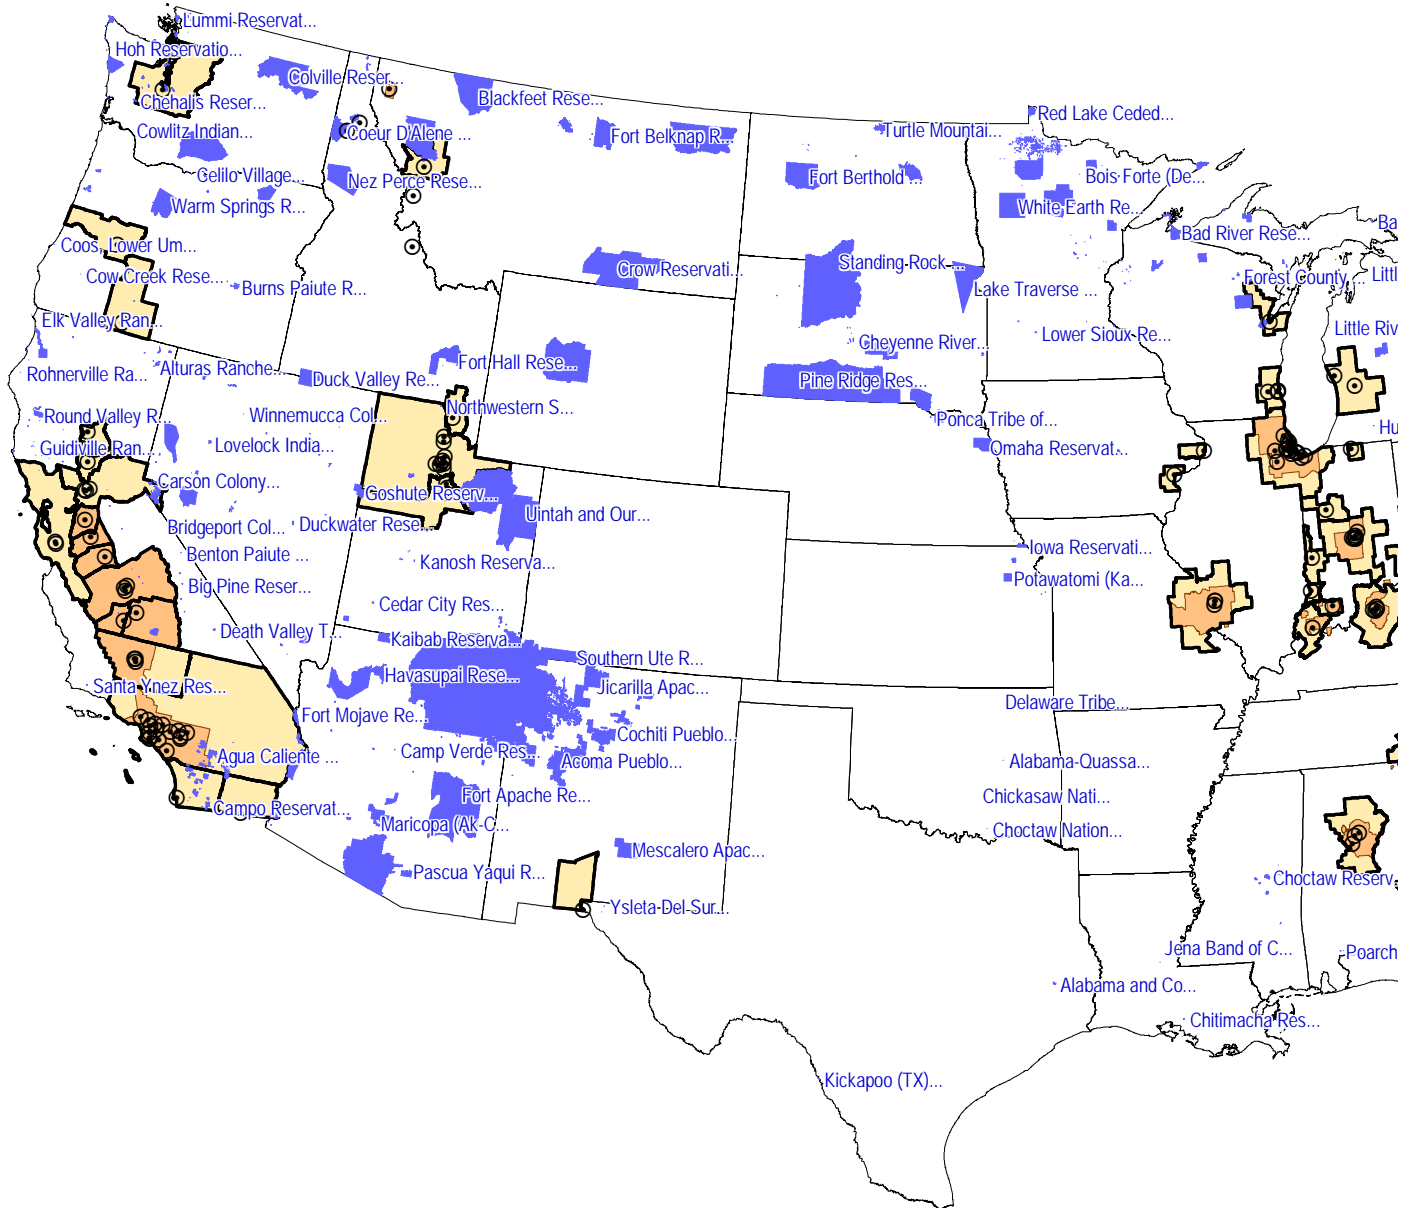 Lummi Reservat...
Hoh Reservatio...
Colville Reser...
Chehalis Reser...
Blackfeet Rese...
Red Lake Ceded...
Cowlitz Indian...
Coeur D'Alene ...
Fort Belknap R...
Turtle Mountai...
Celilo Village...
Nez Perce Rese...
Fort Berthold ...
Bois Forte (De...
Warm Springs R...
White Earth Re...
Ba
Coos, Lower Um...
Bad River Rese...
Cow Creek Rese...
Burns Paiute R...
Crow Reservati...
Standing Rock ...
Lake Traverse ...
Forest County ...
Littl
Elk Valley Ran...
Cheyenne River...
Lower Sioux Re...
Little Riv
Rohnerville Ra...
Alturas Ranche...
Duck Valley Re...
Fort Hall Rese...
Pine Ridge Res...
Round Valley R...
Winnemucca Col...
Northwestern S...
Ponca Tribe of...
Hu
Guidiville Ran...
Lovelock India...
Omaha Reservat...
Carson Colony...
Goshute Reserv...
Bridgeport Col...
Duckwater Rese...
Uintah and Our...
Benton Paiute ...
Kanosh Reserva...
Iowa Reservati...
Big Pine Reser...
Potawatomi (Ka...
Cedar City Res...
Death Valley T...
Kaibab Reserva...
Southern Ute R...
Santa Ynez Res...
Havasupai Rese...
Jicarilla Apac...
Fort Mojave Re...
Delaware Tribe...
Cochiti Pueblo...
Agua Caliente ...
Camp Verde Res...
Acoma Pueblo...
Alabama-Quassa...
Campo Reservat...
Fort Apache Re...
Chickasaw Nati...
Maricopa (Ak-C...
Choctaw Nation...
Mescalero Apac...
Pascua Yaqui R...
Choctaw Reserv...
Ysleta Del Sur...
Jena Band of C...
Poarch
Alabama and Co...
Chitimacha Res...
Kickapoo (TX)...